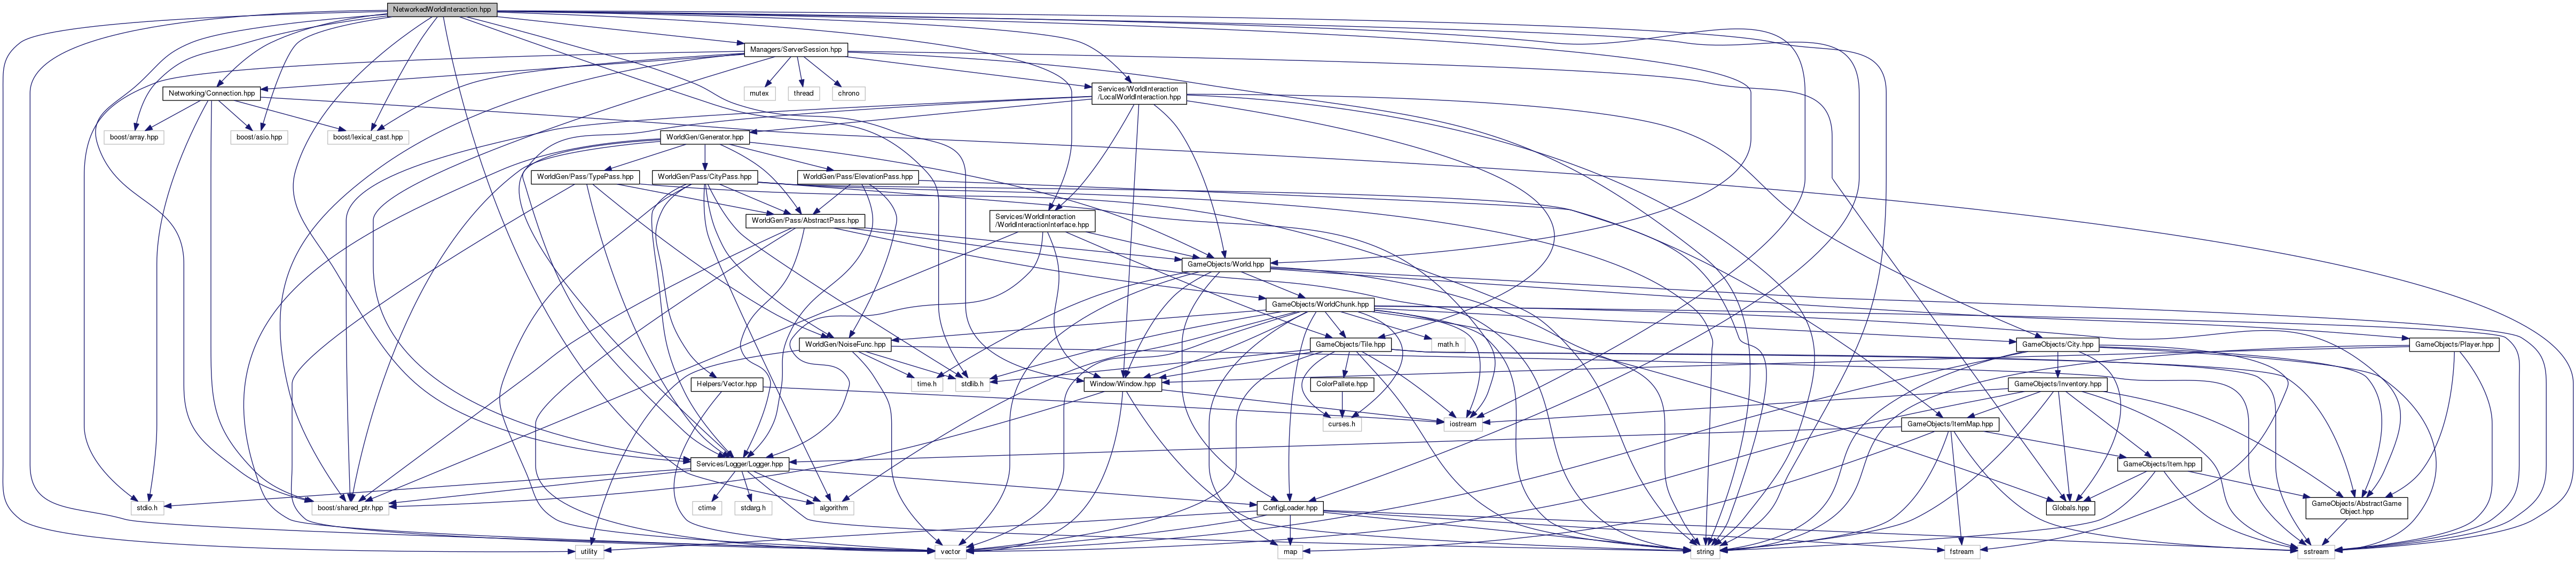 NetworkedWorldInteraction.hpp
Managers/ServerSession.hpp
Networking/Connection.hpp
mutex
thread
chrono
Services/WorldInteraction
/LocalWorldInteraction.hpp
boost/array.hpp
boost/asio.hpp
boost/lexical_cast.hpp
WorldGen/Generator.hpp
WorldGen/Pass/TypePass.hpp
WorldGen/Pass/CityPass.hpp
WorldGen/Pass/ElevationPass.hpp
WorldGen/Pass/AbstractPass.hpp
Services/WorldInteraction
/WorldInteractionInterface.hpp
GameObjects/World.hpp
GameObjects/WorldChunk.hpp
WorldGen/NoiseFunc.hpp
GameObjects/Tile.hpp
math.h
GameObjects/City.hpp
GameObjects/Player.hpp
Helpers/Vector.hpp
time.h
stdlib.h
Window/Window.hpp
ColorPallete.hpp
GameObjects/Inventory.hpp
curses.h
iostream
GameObjects/ItemMap.hpp
Services/Logger/Logger.hpp
GameObjects/Item.hpp
stdio.h
boost/shared_ptr.hpp
ctime
stdarg.h
algorithm
ConfigLoader.hpp
Globals.hpp
GameObjects/AbstractGame
Object.hpp
utility
vector
map
string
fstream
sstream